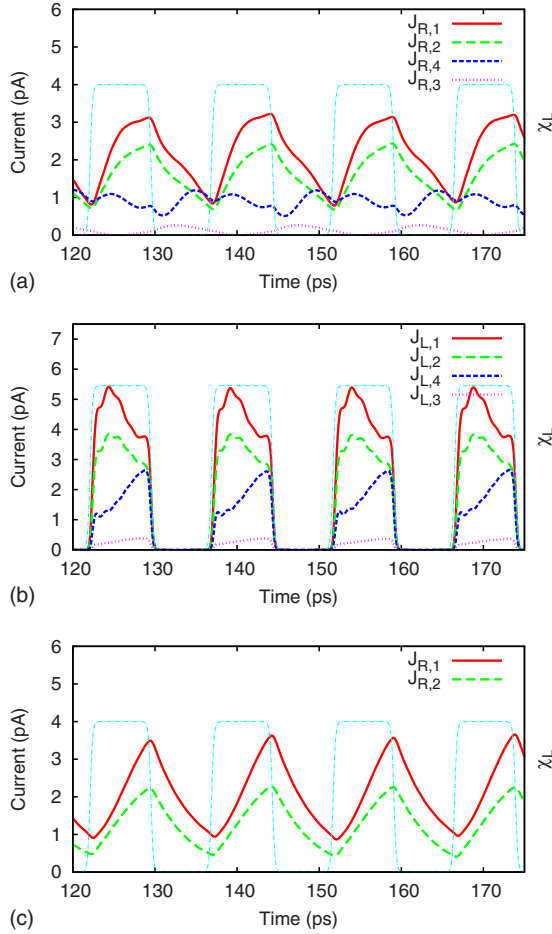 6
5
4
3
2
1
0
Current (pA)
J_R,1
J_R,2
J_R,4
J_R,3
χ_L
120 130 140 150 160 170
Time (ps)
(a)
7
6
5
4
3
2
1
0
Current (pA)
J_L,1
J_L,2
J_L,4
J_L,3
χ_L
120 130 140 150 160 170
Time (ps)
(b)
6
5
4
3
2
1
0
Current (pA)
J_R,1
J_R,2
χ_L
120 130 140 150 160 170
Time (ps)
(c)